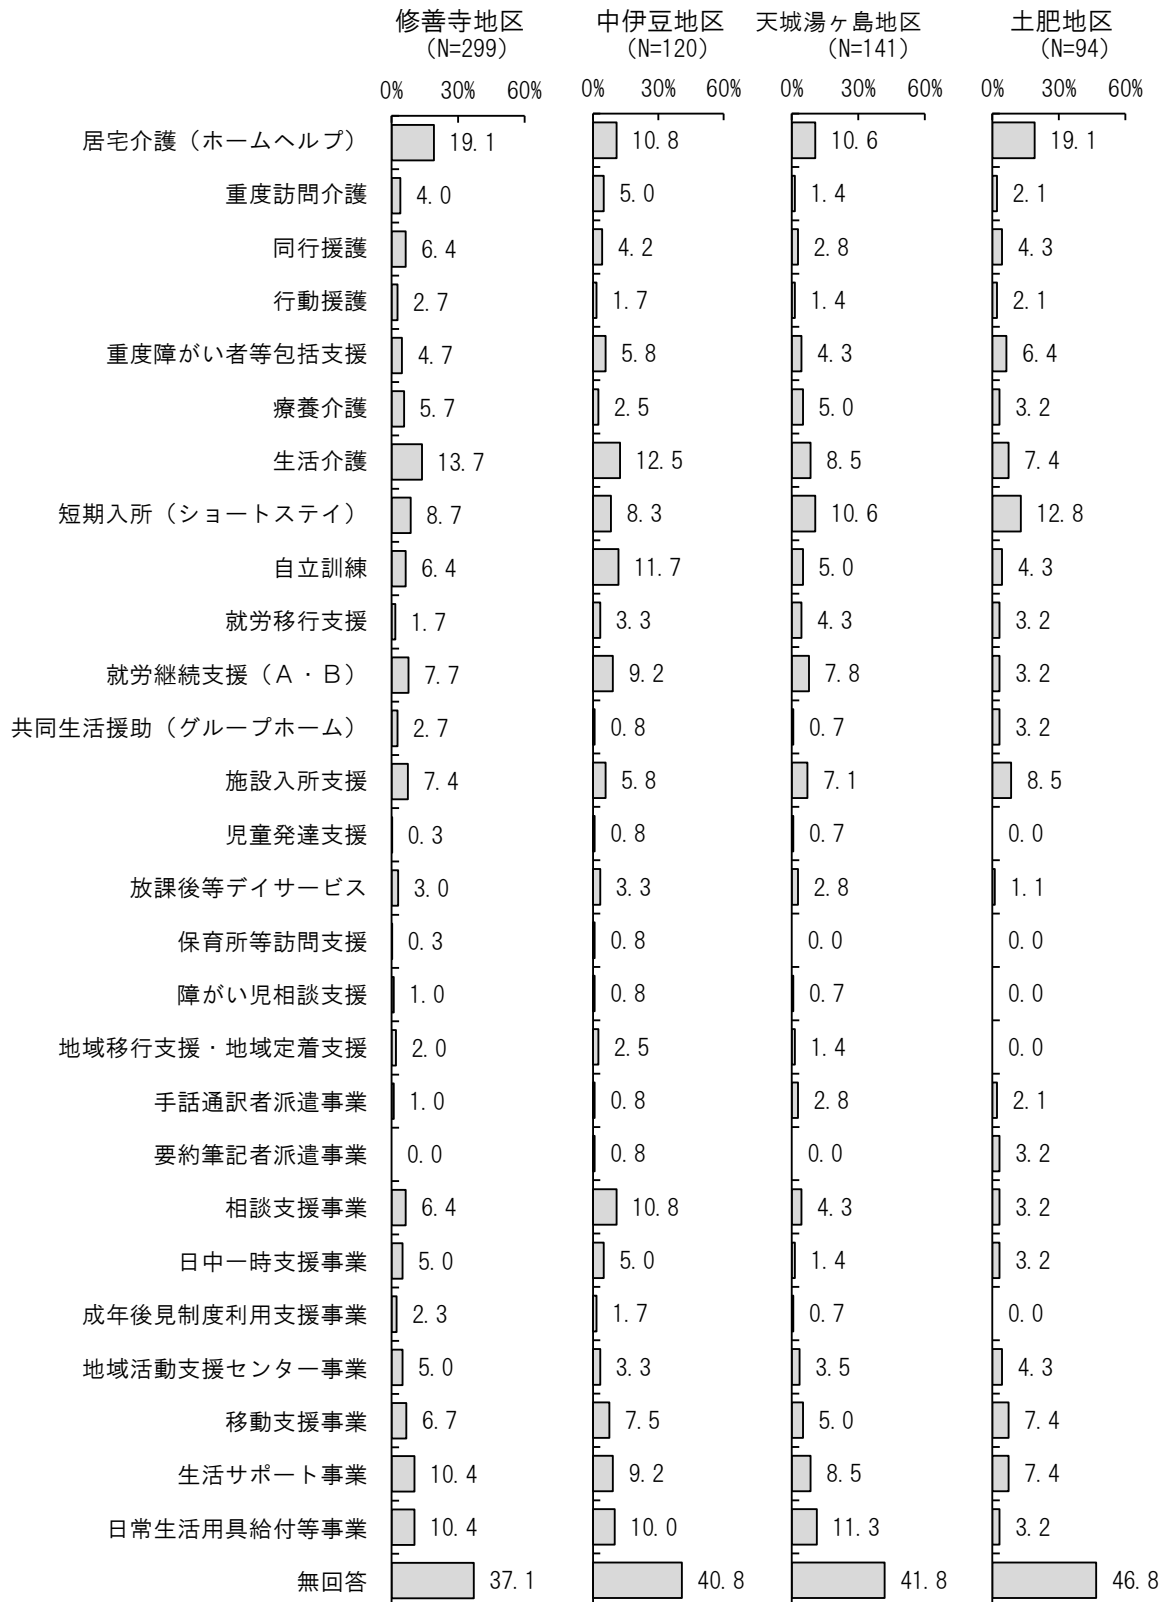 修善寺地区 中伊豆地区 天城湯ヶ島地区 土肥地区
(N=299) (N=120) (N=141) (N=94)
0% 30% 60% 0% 30% 60% 0% 30% 60% 0% 30% 60%
居宅介護（ホームヘルプ） 19.1 10.8 10.6 19.1
重度訪問介護 4.0 5.0 1.4 2.1
同行援護 6.4 4.2 2.8 4.3
行動援護 2.7 1.7 1.4 2.1
重度障がい者等包括支援 4.7 5.8 4.3 6.4
療養介護 5.7 2.5 5.0 3.2
生活介護 13.7 12.5 8.5 7.4
短期入所（ショートステイ） 8.7 8.3 10.6 12.8
自立訓練 6.4 11.7 5.0 4.3
就労移行支援 1.7 3.3 4.3 3.2
就労継続支援（Ａ・Ｂ） 7.7 9.2 7.8 3.2
共同生活援助（グループホーム） 2.7 0.8 0.7 3.2
施設入所支援 7.4 5.8 7.1 8.5
児童発達支援 0.3 0.8 0.7 0.0
放課後等デイサービス 3.0 3.3 2.8 1.1
保育所等訪問支援 0.3 0.8 0.0 0.0
障がい児相談支援 1.0 0.8 0.7 0.0
地域移行支援・地域定着支援 2.0 2.5 1.4 0.0
手話通訳者派遣事業 1.0 0.8 2.8 2.1
要約筆記者派遣事業 0.0 0.8 0.0 3.2
相談支援事業 6.4 10.8 4.3 3.2
日中一時支援事業 5.0 5.0 1.4 3.2
成年後見制度利用支援事業 2.3 1.7 0.7 0.0
地域活動支援センター事業 5.0 3.3 3.5 4.3
移動支援事業 6.7 7.5 5.0 7.4
生活サポート事業 10.4 9.2 8.5 7.4
日常生活用具給付等事業 10.4 10.0 11.3 3.2
無回答 37.1 40.8 41.8 46.8